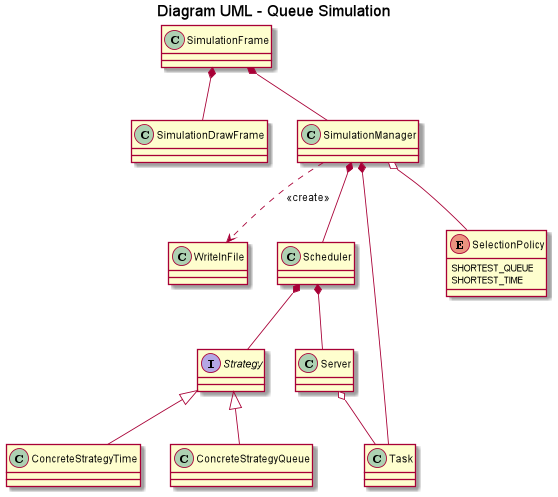 Diagram UML - Queue Simulation
C SimulationFrame
C SimulationDrawFrame
C SimulationManager
«create»
C WriteInFile
C Scheduler
E SelectionPolicy
SHORTEST_QUEUE
SHORTEST_TIME
I Strategy
C Server
C ConcreteStrategyTime
C ConcreteStrategyQueue
C Task